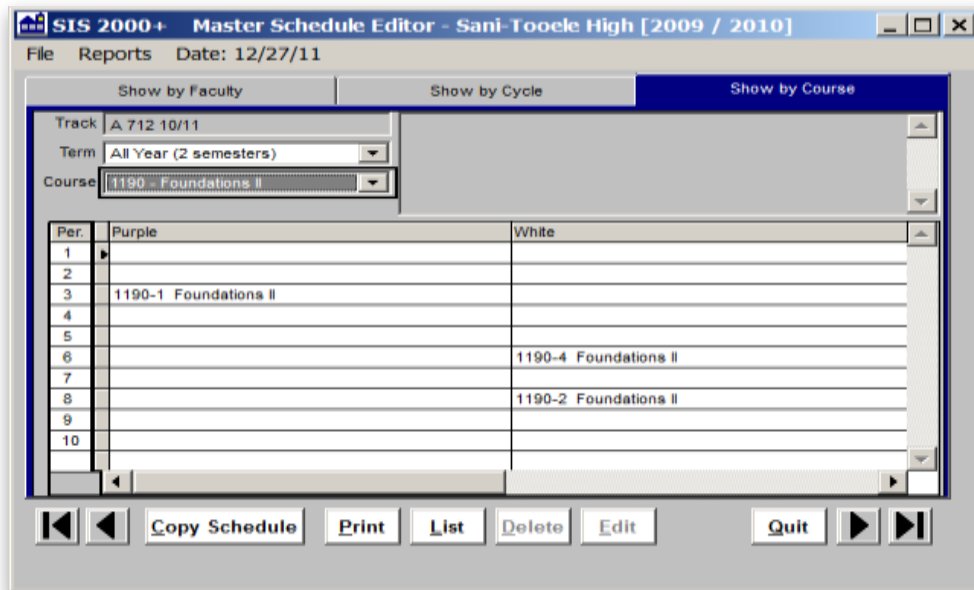 SIS 2000+ Master Schedule Editor - Sani-Tooele High [2009 / 2010]
File Reports Date: 12/27/11
Show by Faculty Show by Cycle Show by Course
Track A 712 10/11
Term All Year (2 semesters)
Course 1190 - Foundations II
Per. Purple White
1
2
3 1190-1 Foundations II
4
5
6 1190-4 Foundations II
7
8 1190-2 Foundations II
9
10
Copy Schedule Print List Delete Edit Quit